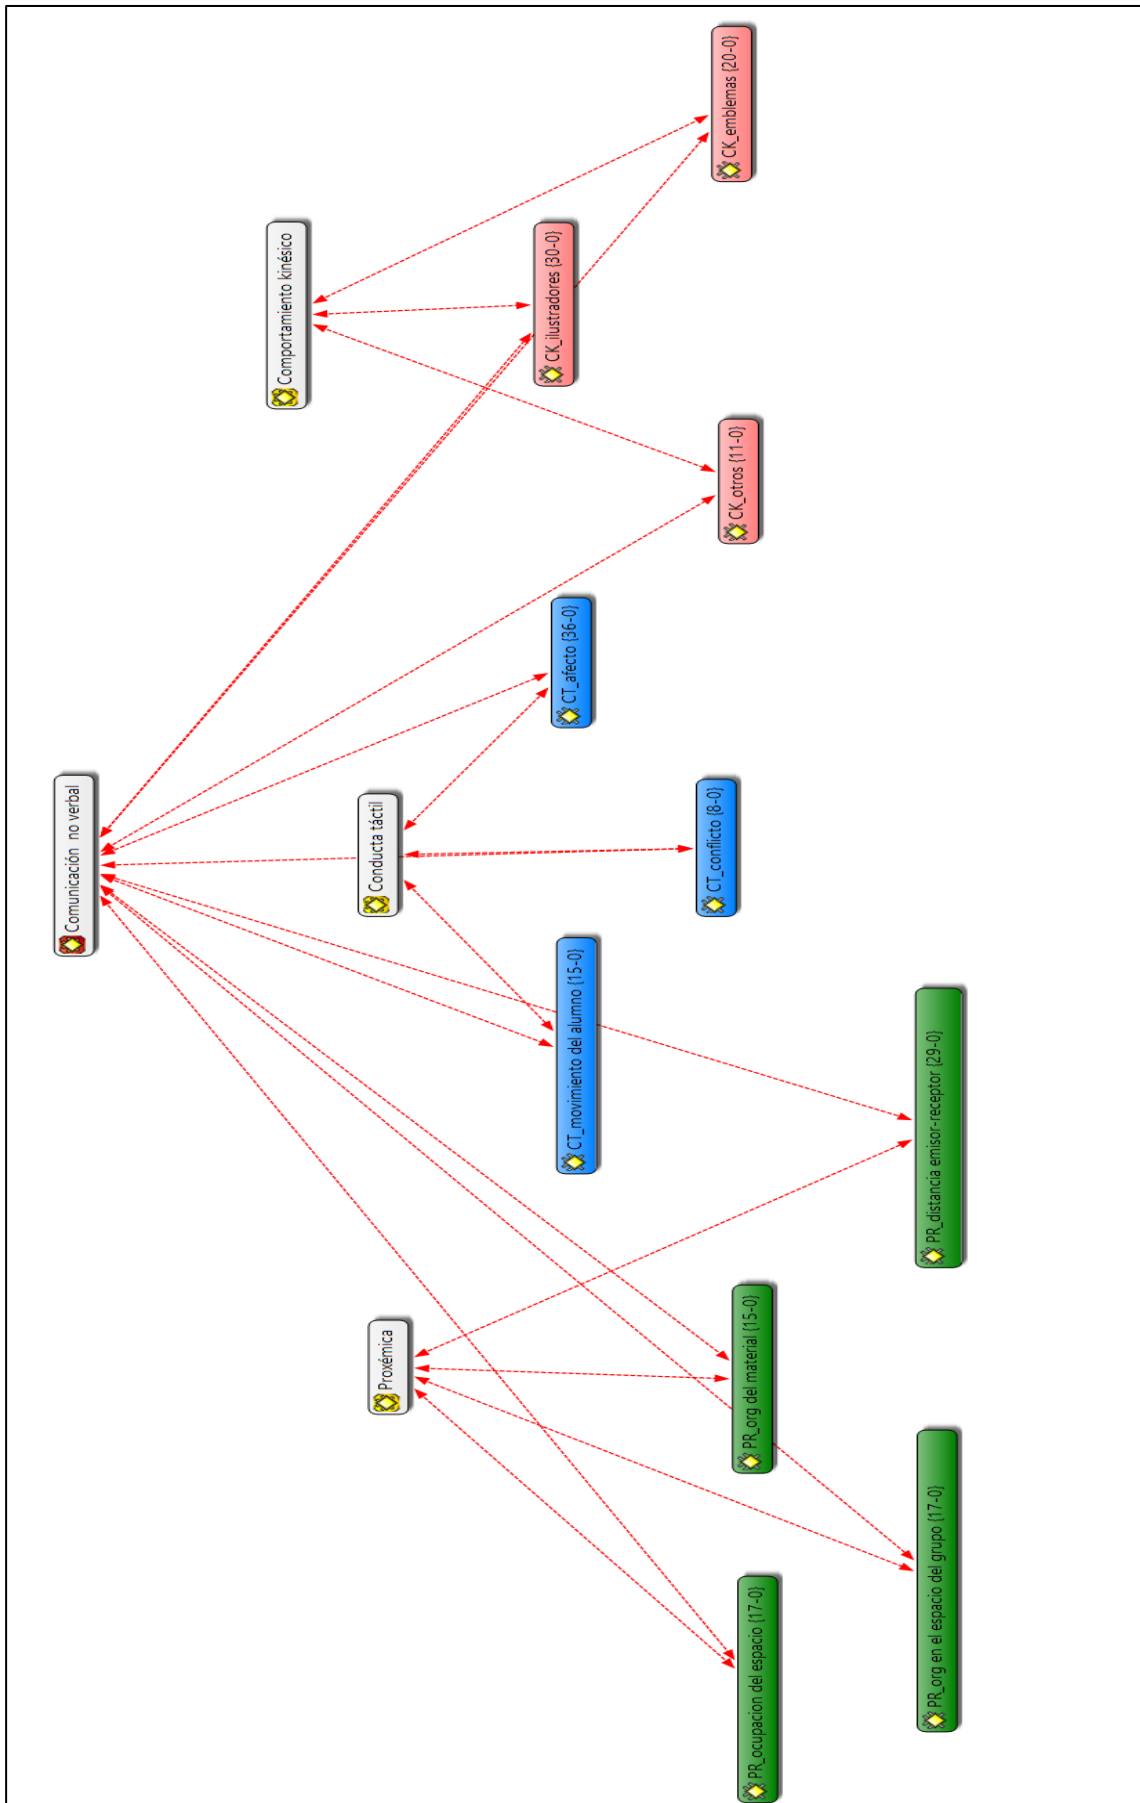 Comunicación no verbal
Proxémica
Conducta táctil
Comportamiento kinésico
CT_movimiento del alumno {15-0}
CT_afecto {36-0}
CK_ilustradores {30-0}
PR_ocupacion del espacio {17-0}
PR_org del material {15-0}
CT_conflicto {8-0}
CK_otros {11-0}
CK_emblemas {20-0}
PR_org en el espacio del grupo {17-0}
PR_distancia emisor-receptor {29-0}